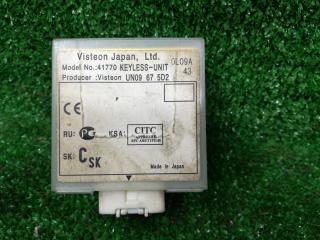 Visteon Japan, Ltd.
Model No.:41770 KEYLESS-UNIT 0L09A
Producer :Visteon UN09 67 5D2 43
CE
RU: KSA: CITC
SK: CSK
Made in Japan